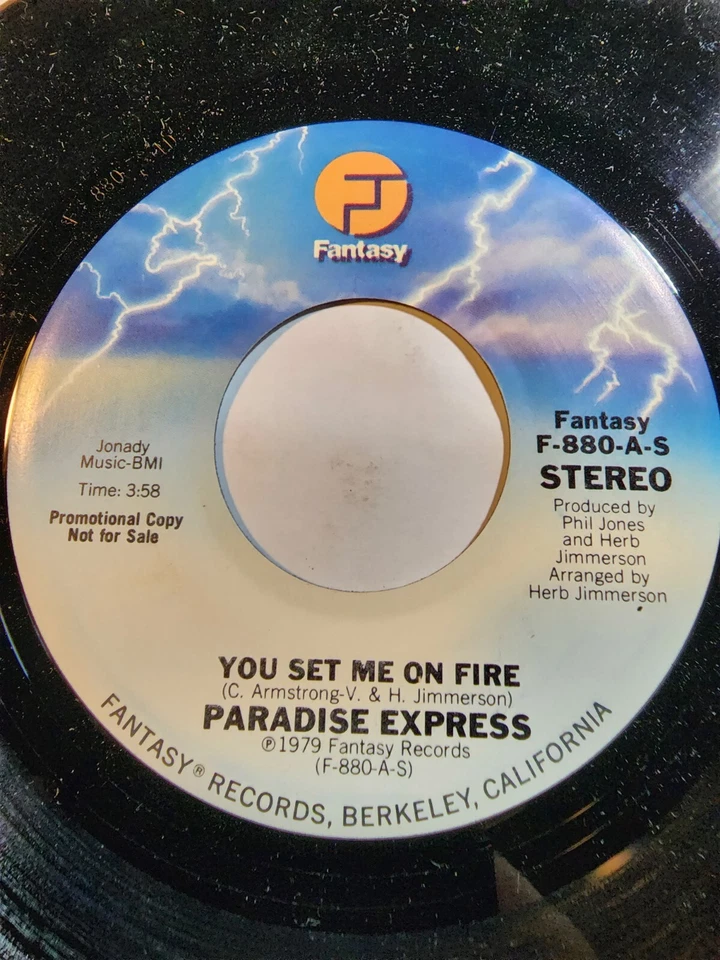 Fantasy
Jonady
Music-BMI
Time: 3:58
Promotional Copy
Not for Sale
Fantasy
F-880-A-S
STEREO
Produced by
Phil Jones
and Herb
Jimmerson
Arranged by
Herb Jimmerson
YOU SET ME ON FIRE
(C. Armstrong-V. & H. Jimmerson)
PARADISE EXPRESS
℗1979 Fantasy Records
(F-880-A-S)
FANTASY® RECORDS, BERKELEY, CALIFORNIA